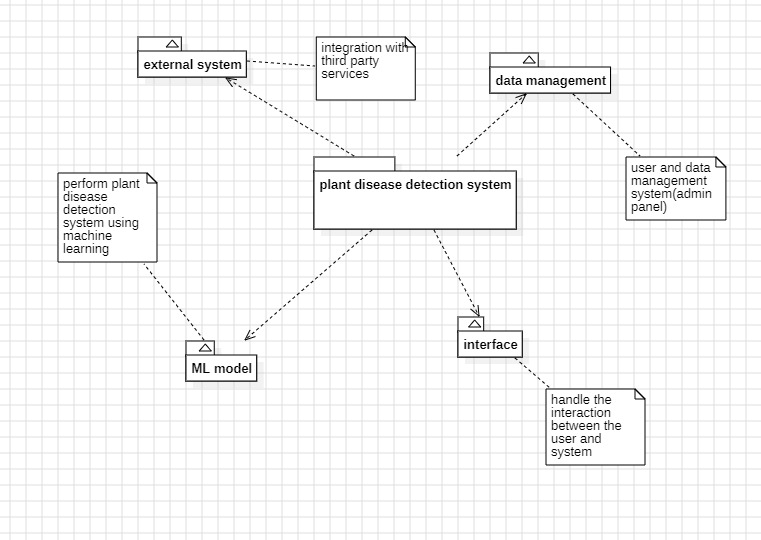 external system
integration with
third party
services
data management
plant disease detection system
user and data
management
system(admin
panel)
perform plant
disease
detection
system using
machine
learning
ML model
interface
handle the
interaction
between the
user and
system